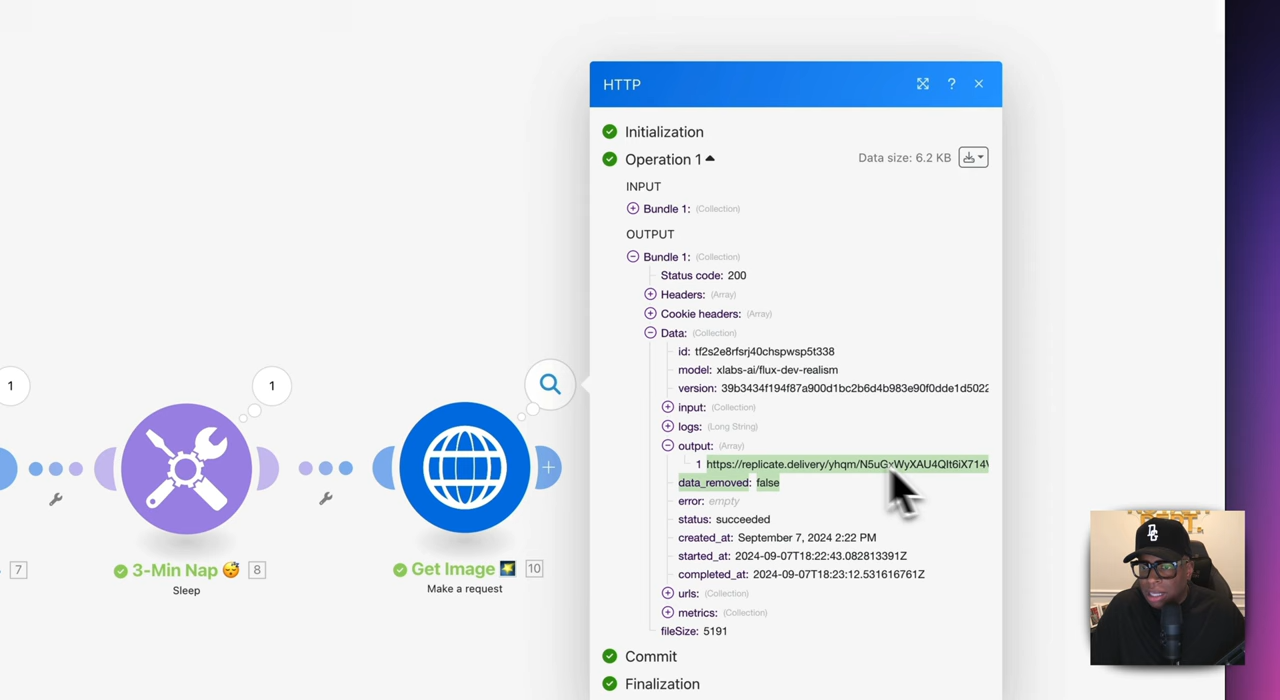 HTTP
?
Initialization
Operation 1
Data size: 6.2 KB
INPUT
Bundle 1: (Collection)
OUTPUT
Bundle 1: (Collection)
Status code: 200
Headers: (Array)
Cookie headers: (Array)
Data: (Collection)
id: tf2s2e8rfsrj40chspwsp5t338
model: xlabs-ai/flux-dev-realism
version: 39b3434f194f87a900d1bc2b6d4b983e90f0dde1d5022
input: (Collection)
logs: (Long String)
output: (Array)
1 https://replicate.delivery/yhqm/N5uGxWyXAU4QIt6iX714
data_removed: false
error: empty
status: succeeded
created_at: September 7, 2024 2:22 PM
started_at: 2024-09-07T18:22:43.082813391Z
completed_at: 2024-09-07T18:23:12.531616761Z
urls: (Collection)
metrics: (Collection)
fileSize: 5191
Commit
Finalization
1
1
7
3-Min Nap 😴 8
Sleep
Get Image 🌠 10
Make a request